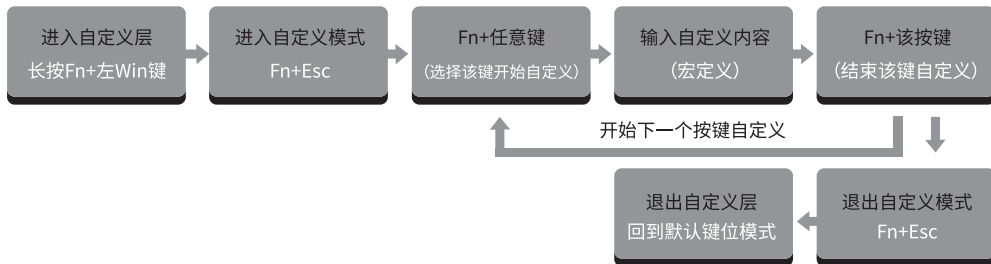 进入自定义层
长按Fn+左Win键
进入自定义模式
Fn+Esc
Fn+任意键
（选择该键开始自定义）
输入自定义内容
（宏定义）
Fn+该按键
（结束该键自定义）
开始下一个按键自定义
退出自定义模式
Fn+Esc
退出自定义层
回到默认键位模式